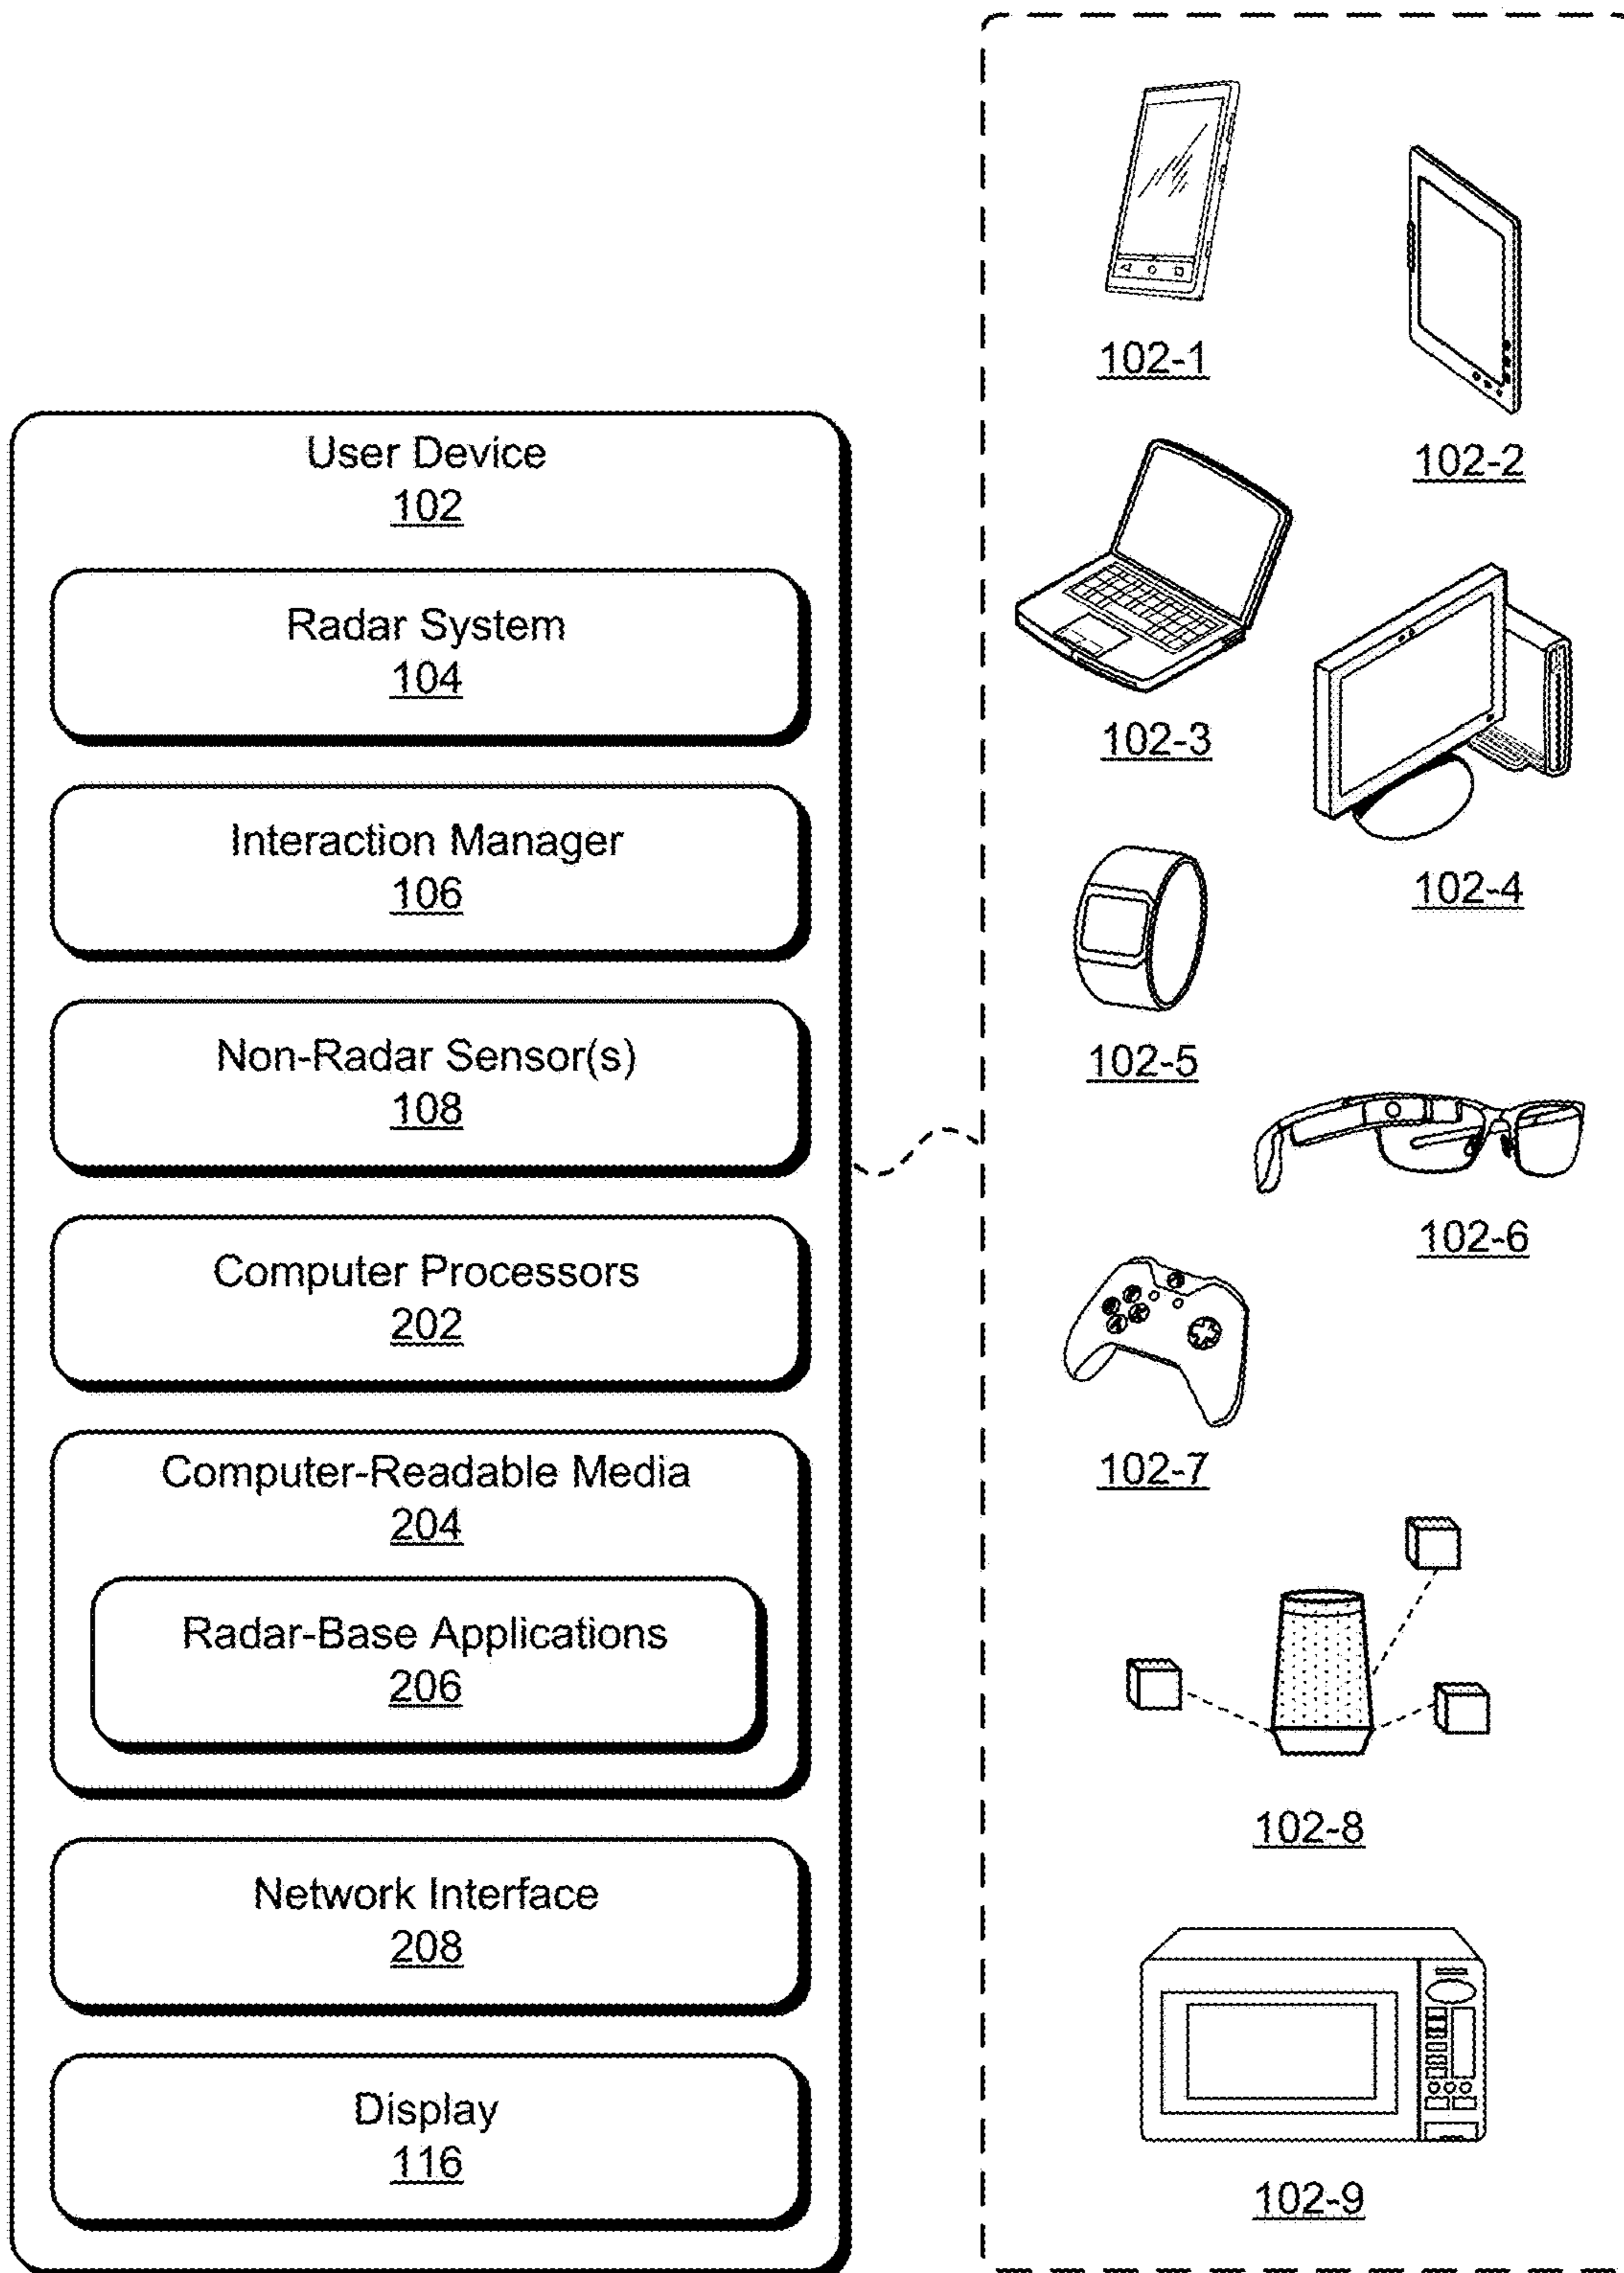 User Device
102
Radar System
104
Interaction Manager
106
Non-Radar Sensor(s)
108
Computer Processors
202
Computer-Readable Media
204
Radar-Base Applications
206
Network Interface
208
Display
116
102-1
102-2
102-3
102-4
102-5
102-6
102-7
102-8
102-9